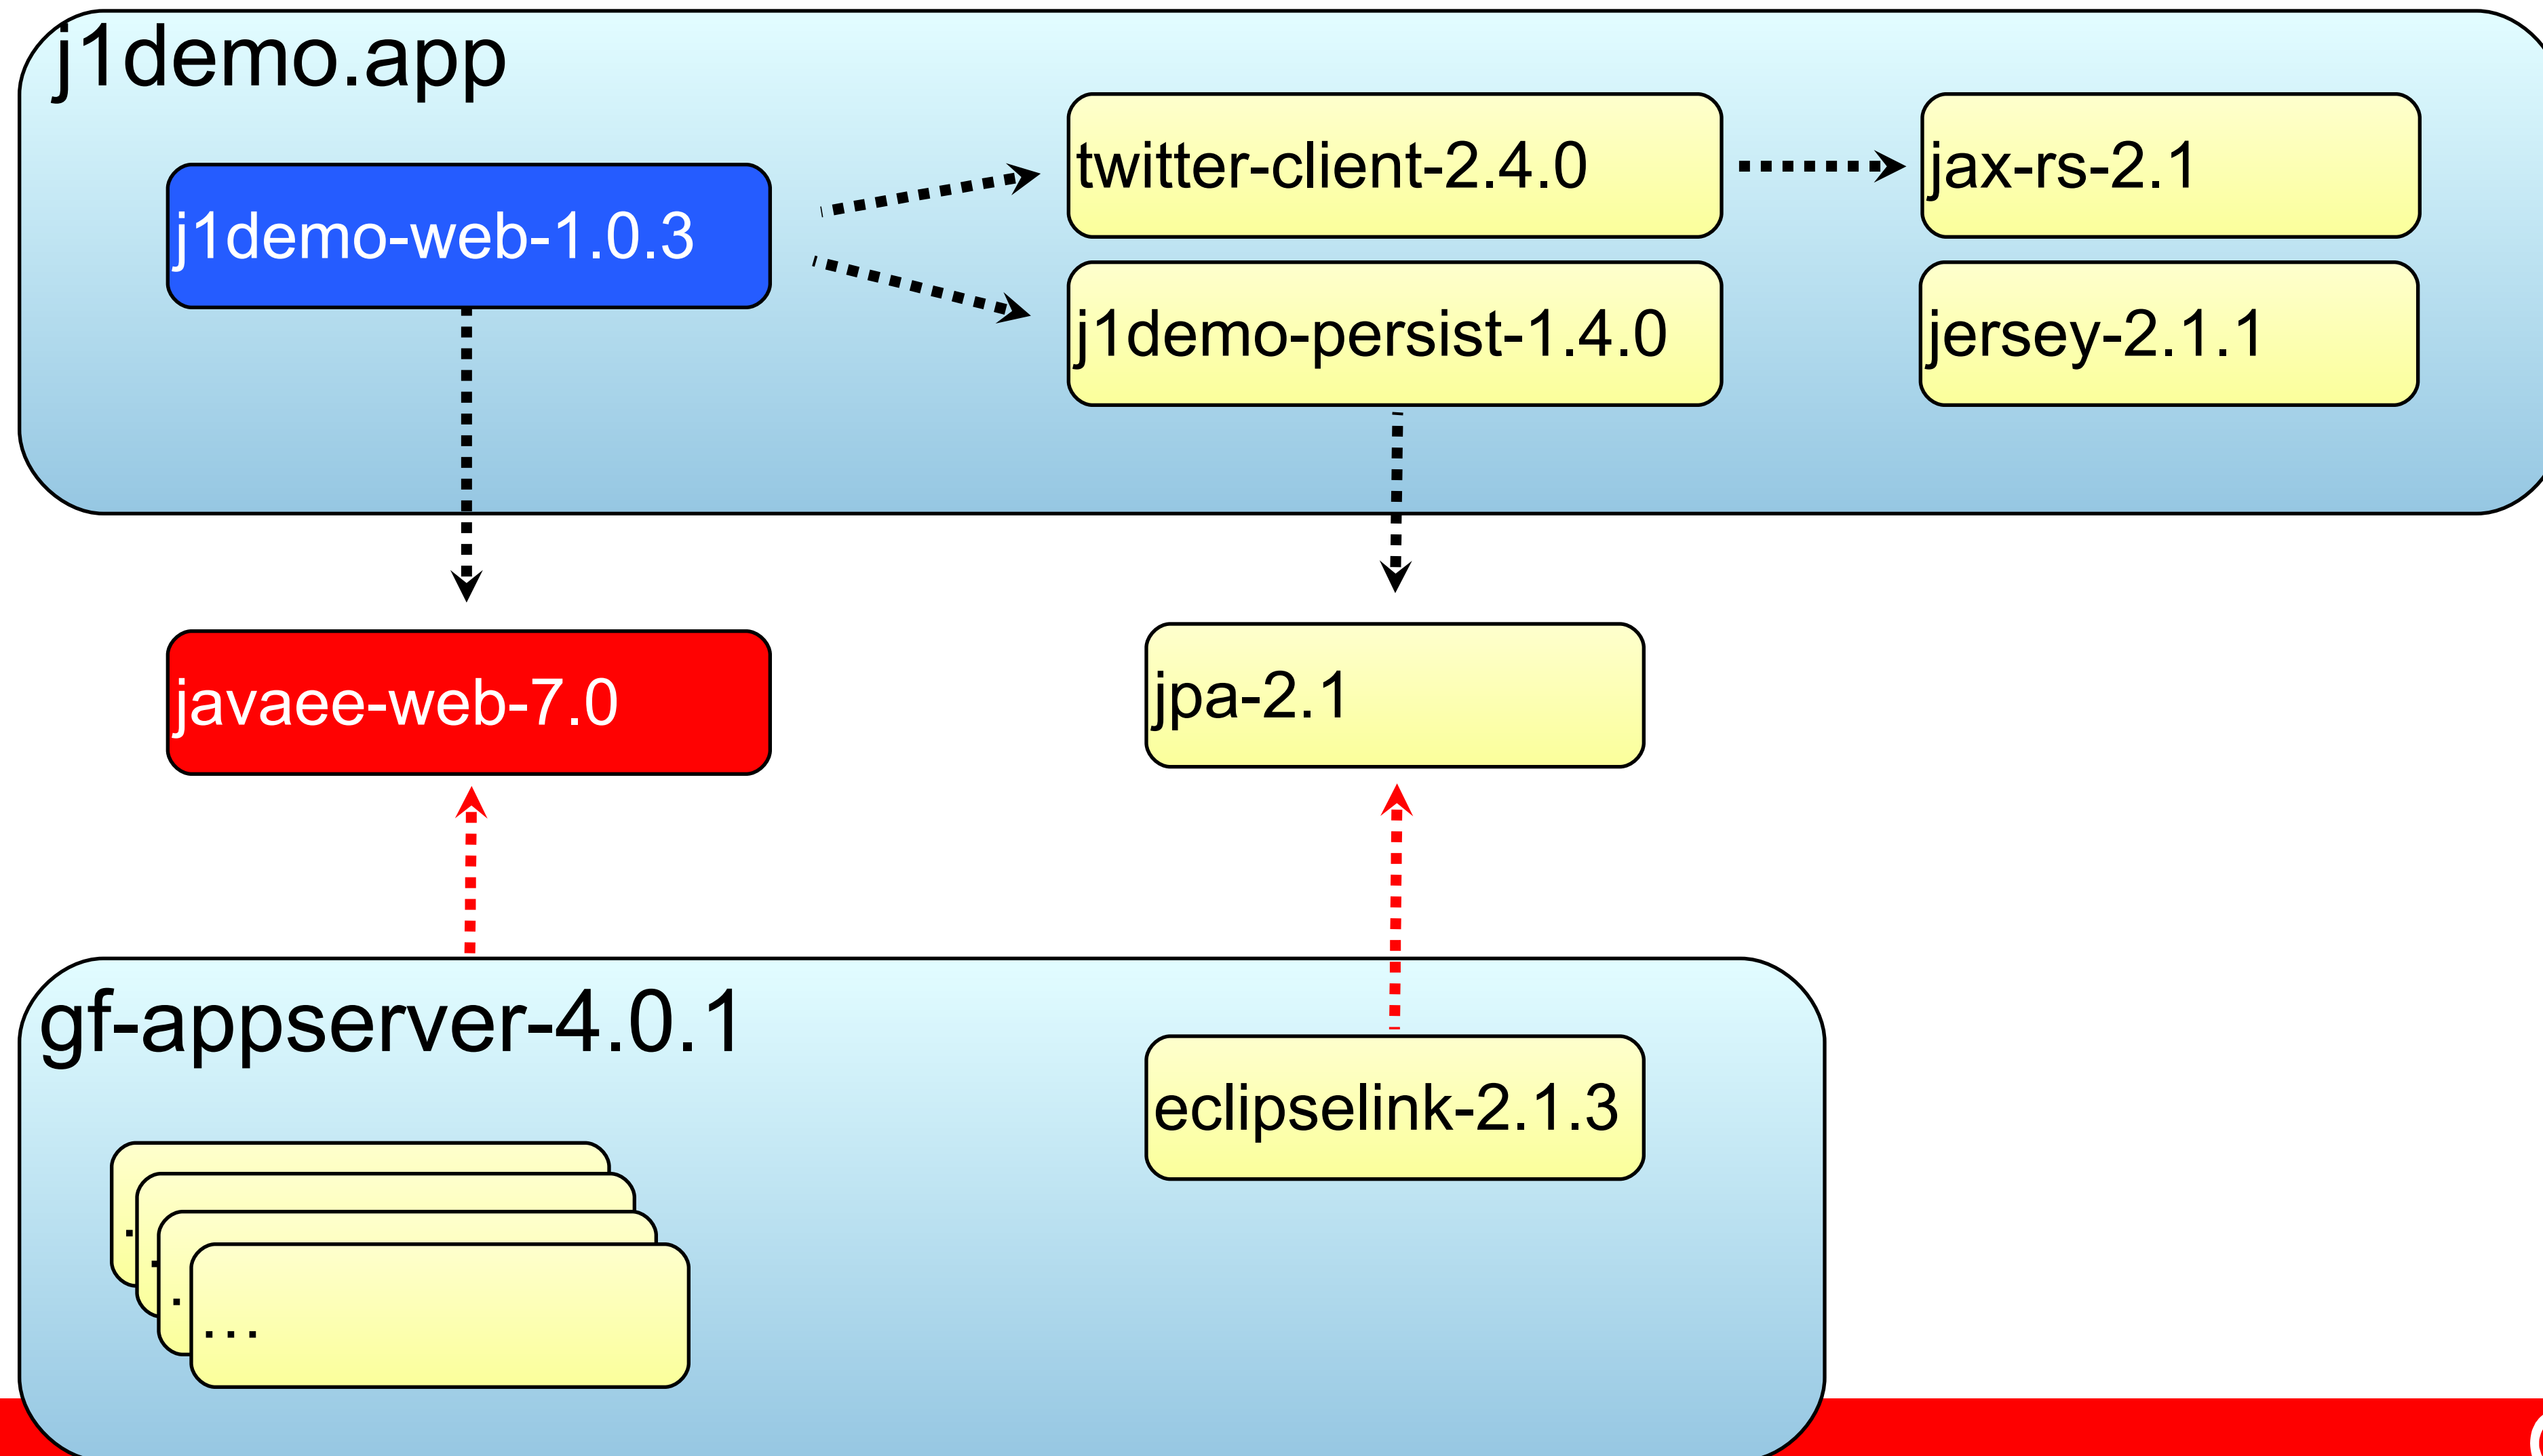 j1demo.app
twitter-client-2.4.0
jax-rs-2.1
j1demo-web-1.0.3
j1demo-persist-1.4.0
jersey-2.1.1
javaee-web-7.0
jpa-2.1
gf-appserver-4.0.1
eclipselink-2.1.3
.
.
.
...